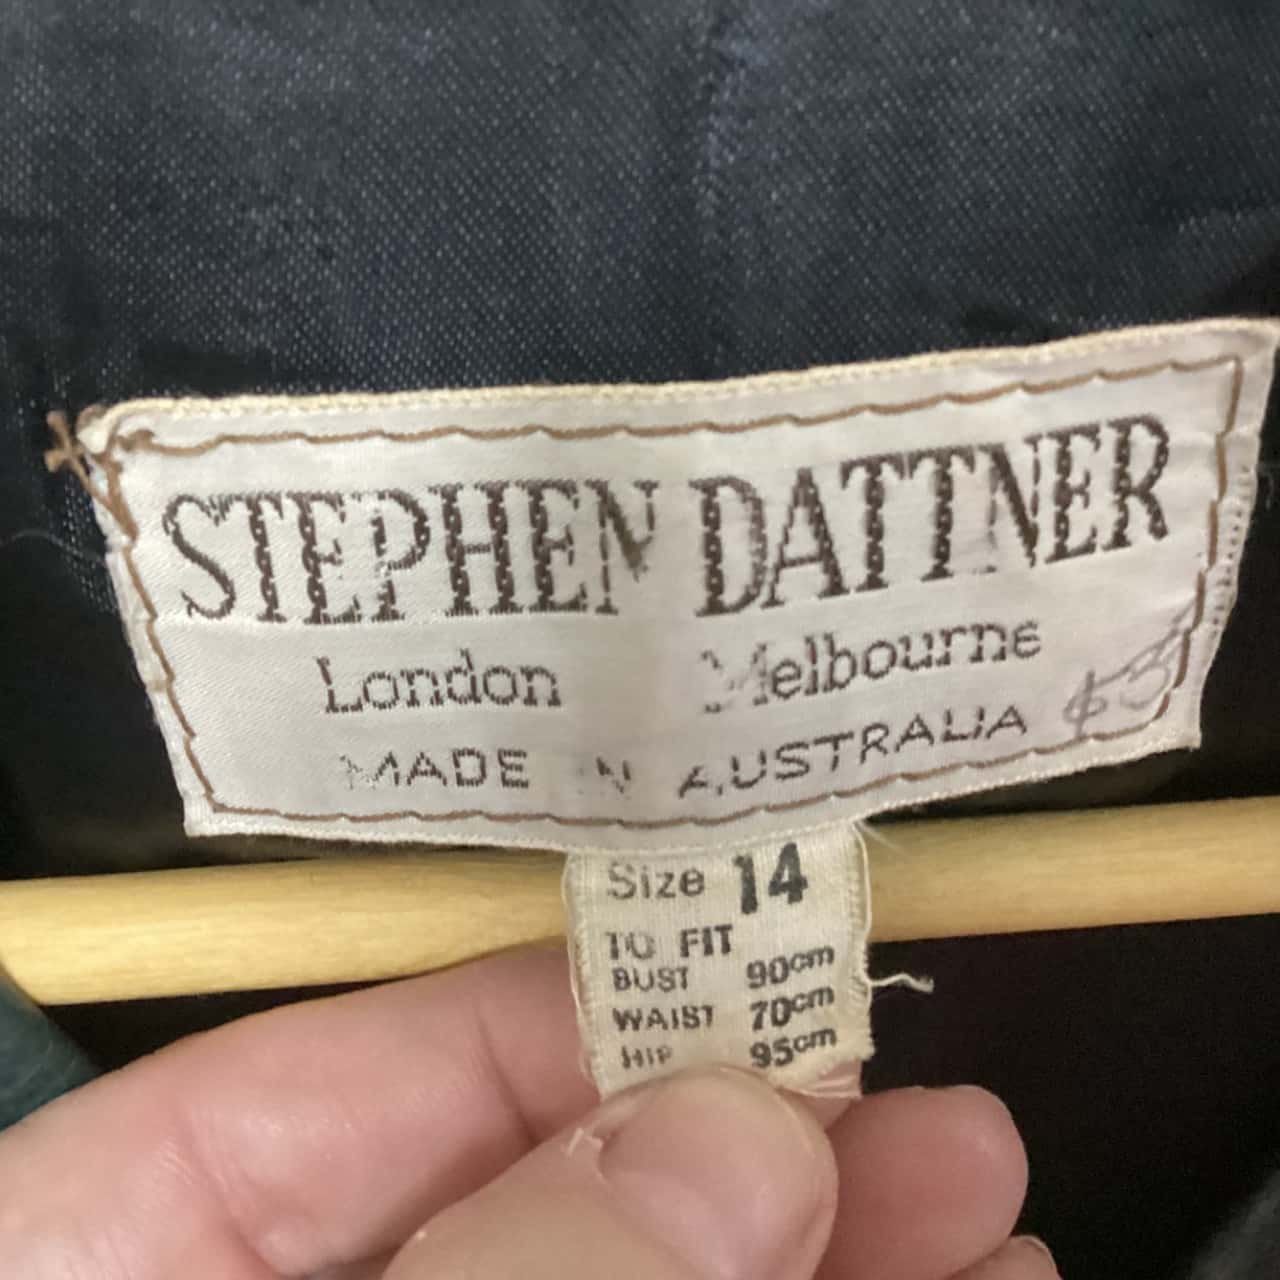 STEPHEN DATTNER
London Melbourne
MADE IN AUSTRALIA
Size 14
TO FIT
BUST 90cm
WAIST 70cm
HIP 95cm